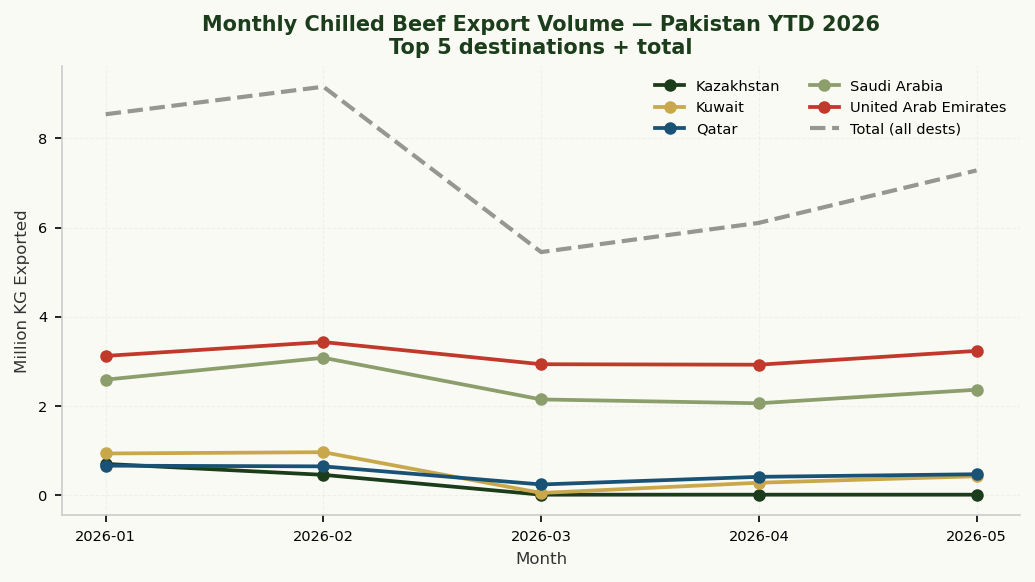 Monthly Chilled Beef Export Volume — Pakistan YTD 2026
Top 5 destinations + total
Kazakhstan
Kuwait
Qatar
Saudi Arabia
United Arab Emirates
Total (all dests)
Million KG Exported
8
6
4
2
0
2026-01
2026-02
2026-03
2026-04
2026-05
Month